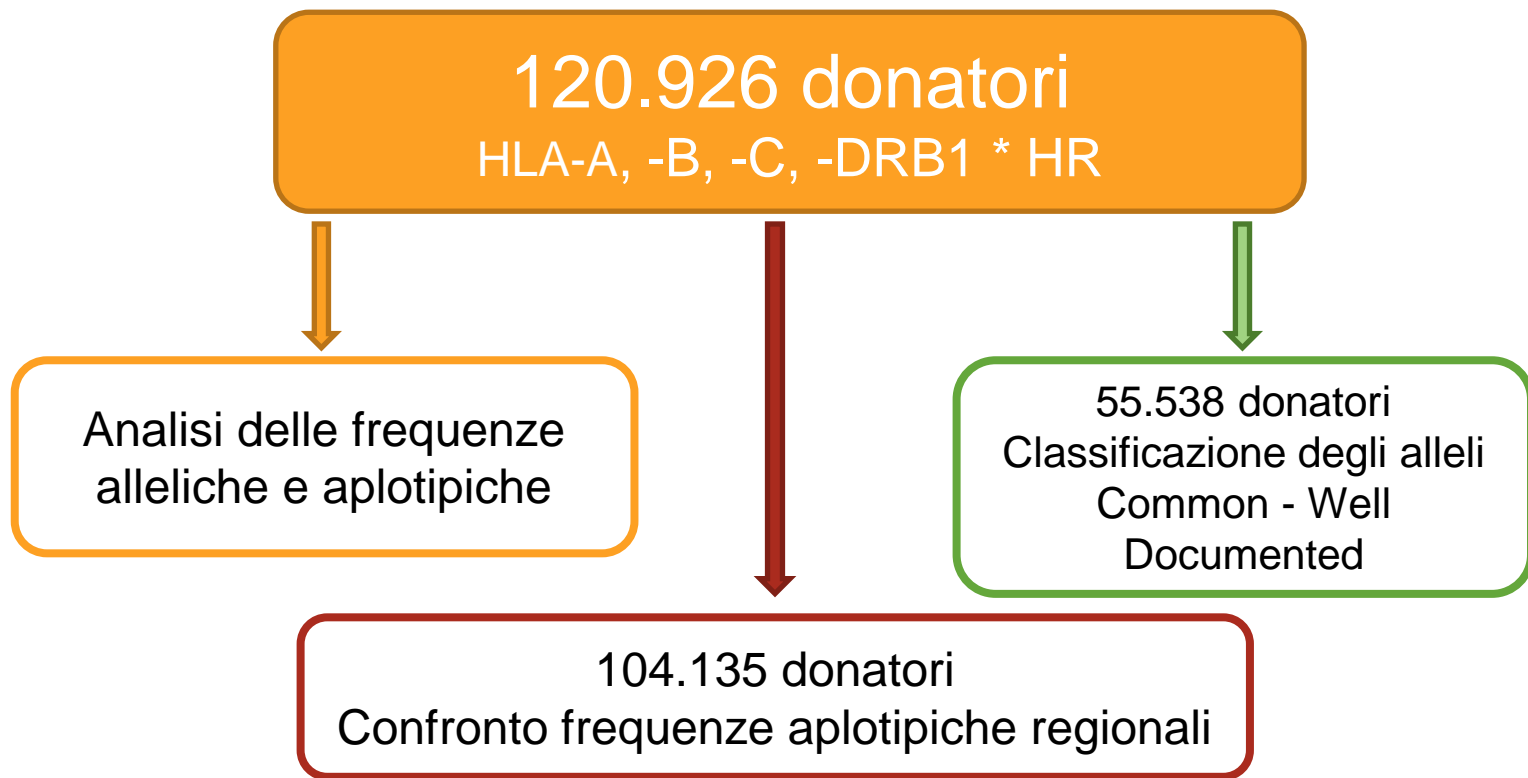 120.926 donatori
HLA-A, -B, -C, -DRB1 * HR
Analisi delle frequenze
alleliche e aplotipiche
55.538 donatori
Classificazione degli alleli
Common - Well
Documented
104.135 donatori
Confronto frequenze aplotipiche regionali